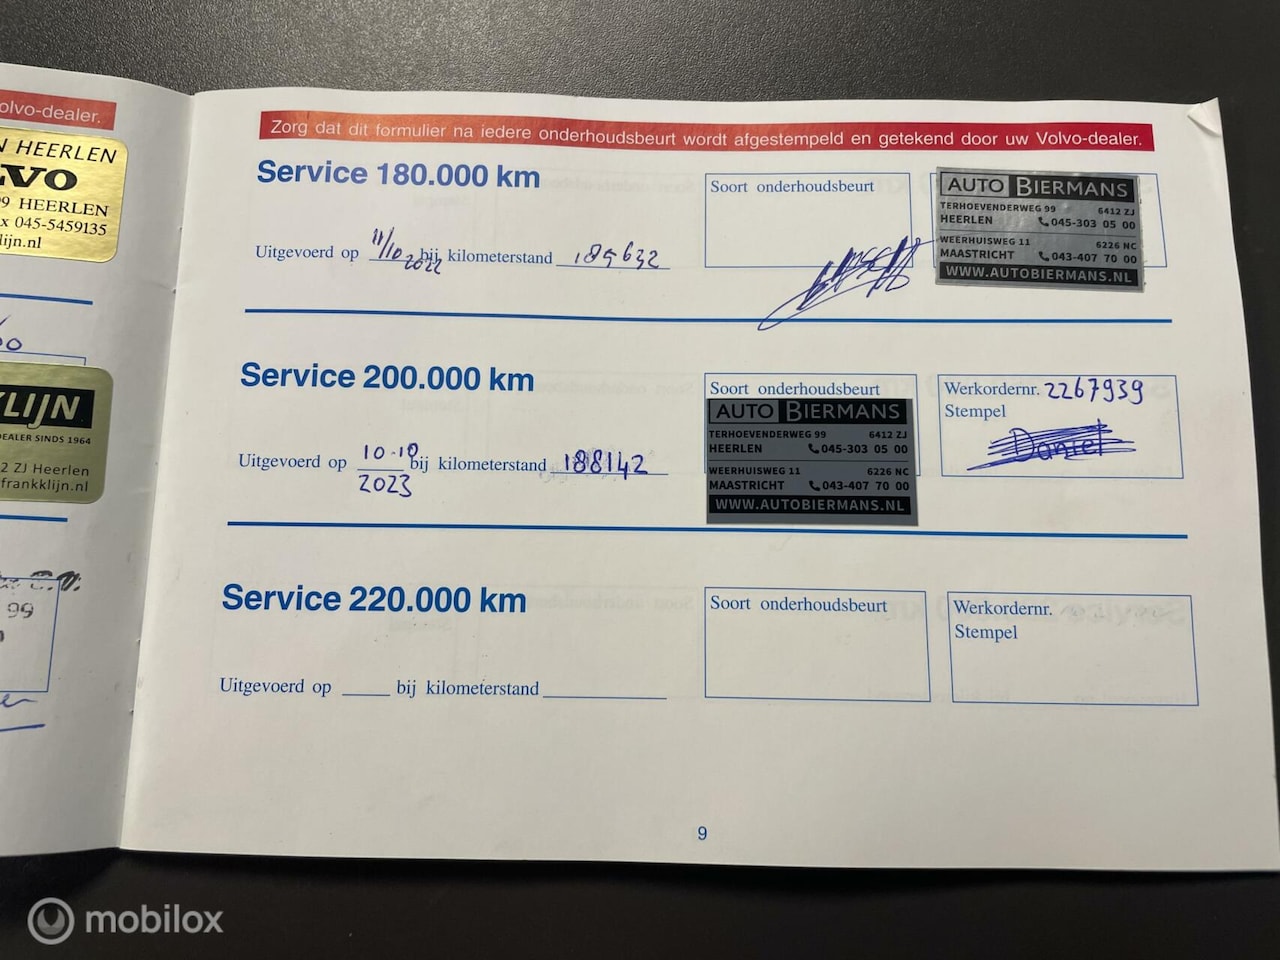 olvo-dealer.
N HEERLEN
LVO
99 HEERLEN
x 045-5459135
lijn.nl
KLIJN
DEALER SINDS 1964
2 ZJ Heerlen
frankklijn.nl
99
Zorg dat dit formulier na iedere onderhoudsbeurt wordt afgestempeld en getekend door uw Volvo-dealer.
Service 180.000 km
Soort onderhoudsbeurt
Uitgevoerd op 11/10 2022 bij kilometerstand 185632
AUTO BIERMANS
TERHOEVENDERWEG 99 6412 ZJ
HEERLEN 045-303 05 00
WEERHUISWEG 11 6226 NC
MAASTRICHT 043-407 70 00
WWW.AUTOBIERMANS.NL
Service 200.000 km
Soort onderhoudsbeurt
Uitgevoerd op 10-10 2023 bij kilometerstand 188142
AUTO BIERMANS
TERHOEVENDERWEG 99 6412 ZJ
HEERLEN 045-303 05 00
WEERHUISWEG 11 6226 NC
MAASTRICHT 043-407 70 00
WWW.AUTOBIERMANS.NL
Werkordernr. 2267939
Stempel
Daniel
Service 220.000 km
Soort onderhoudsbeurt
Werkordernr.
Stempel
Uitgevoerd op bij kilometerstand
9
mobilox